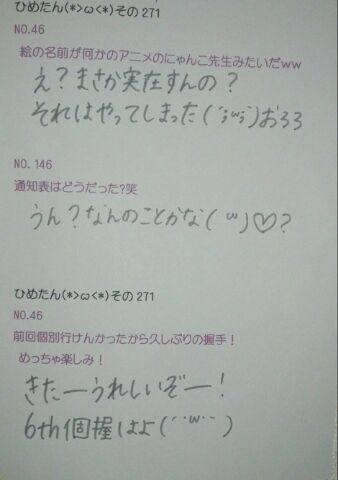 ひめたん(*>ω<*)その271
NO.46
絵の名前が何かのアニメのにゃんこ先生みたいだww
え？まさか実在すんの？
それはやってしまった(´；ω；)おろろ
NO.146
通知表はどうだった?笑
うん？なんのことかな( ω )♡？
ひめたん(*>ω<*)その271
NO.46
前回個別行けんかったから久しぶりの握手！
めっちゃ楽しみ！
きたーうれしいぞー！
6th個握はよ(´･ω･｀)